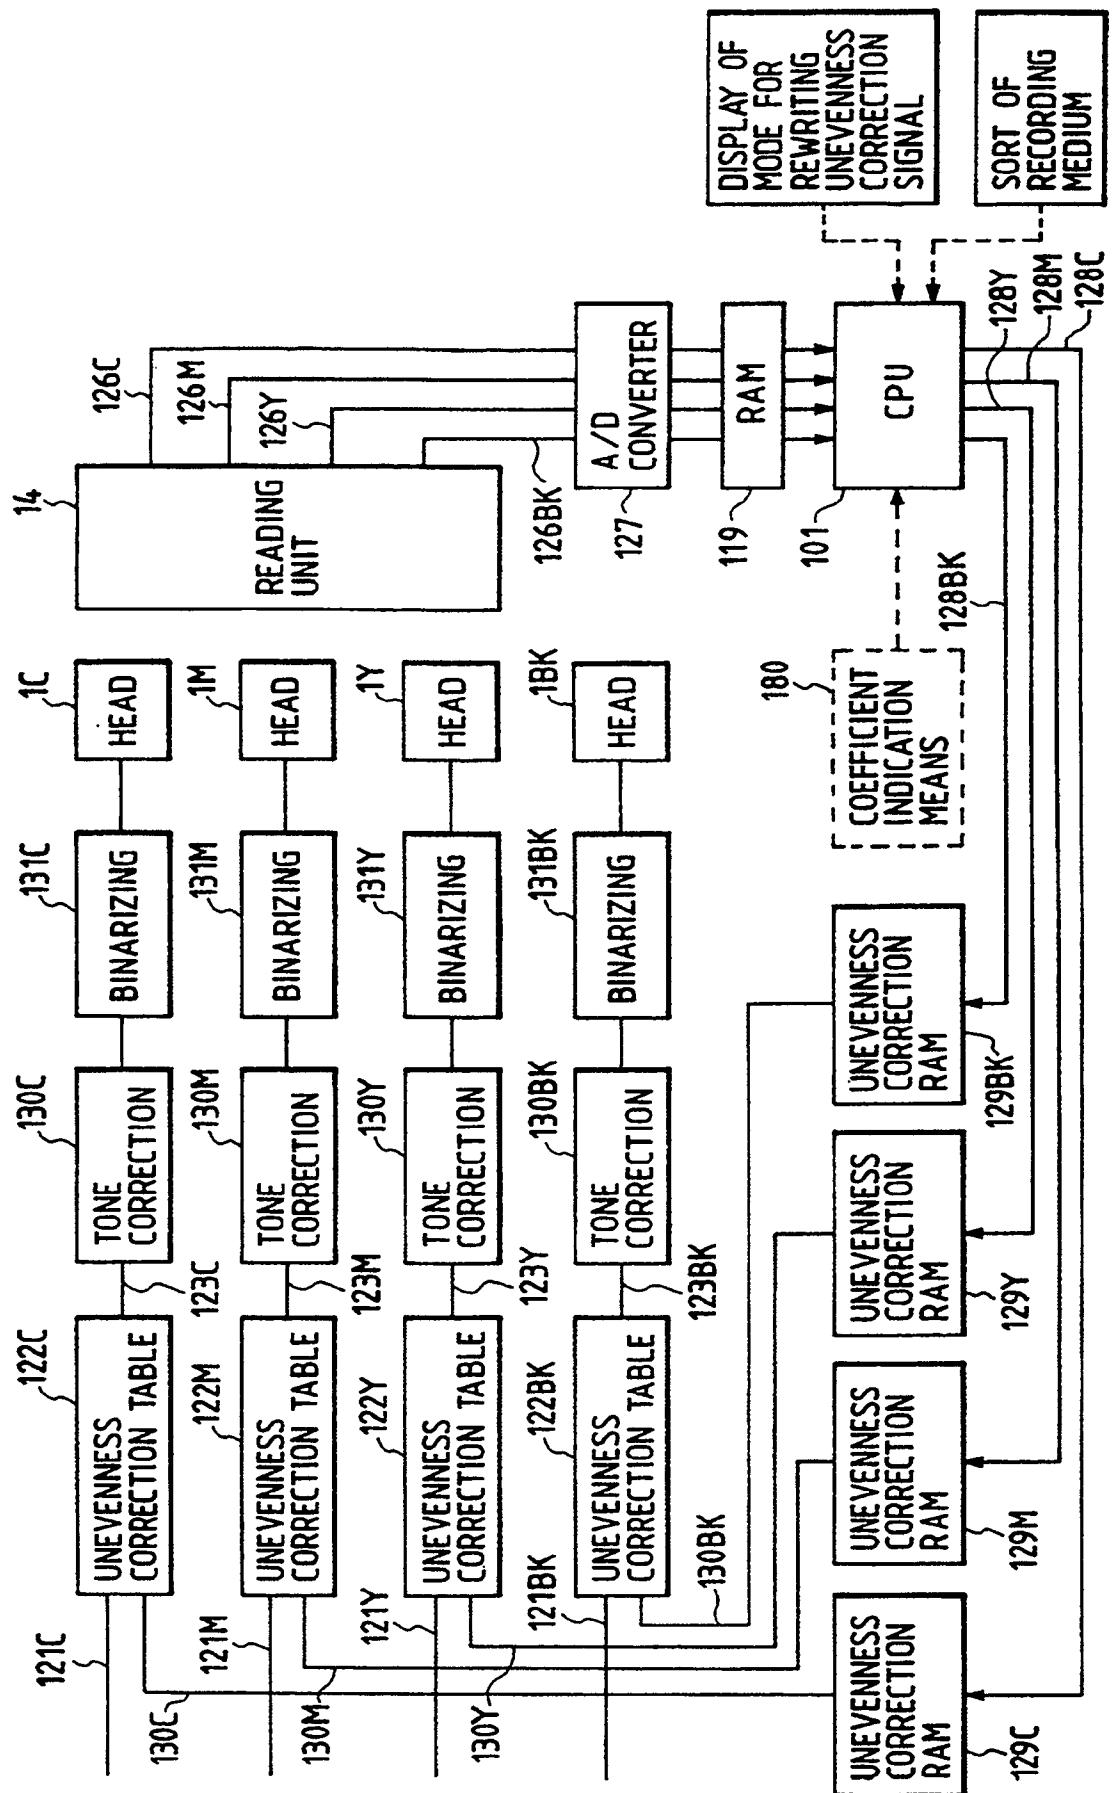 121C
122C
UNEVENNESS
CORRECTION TABLE
123C
130C
TONE
CORRECTION
131C
BINARIZING
1C
HEAD
14
READING
UNIT
126C
126M
126Y
126BK
130C
121M
122M
UNEVENNESS
CORRECTION TABLE
123M
130M
TONE
CORRECTION
131M
BINARIZING
1M
HEAD
130M
121Y
122Y
UNEVENNESS
CORRECTION TABLE
123Y
130Y
TONE
CORRECTION
131Y
BINARIZING
1Y
HEAD
130Y
121BK
122BK
UNEVENNESS
CORRECTION TABLE
123BK
130BK
TONE
CORRECTION
131BK
BINARIZING
1BK
HEAD
130BK
A/D
CONVERTER
127
RAM
119
CPU
101
DISPLAY OF
MODE FOR
REWRITING
UNEVENNESS
CORRECTION
SIGNAL
SORT OF
RECORDING
MEDIUM
180
COEFFICIENT
INDICATION
MEANS
128BK
128Y
128M
128C
UNEVENNESS
CORRECTION
RAM
129C
UNEVENNESS
CORRECTION
RAM
129M
UNEVENNESS
CORRECTION
RAM
129Y
UNEVENNESS
CORRECTION
RAM
129BK